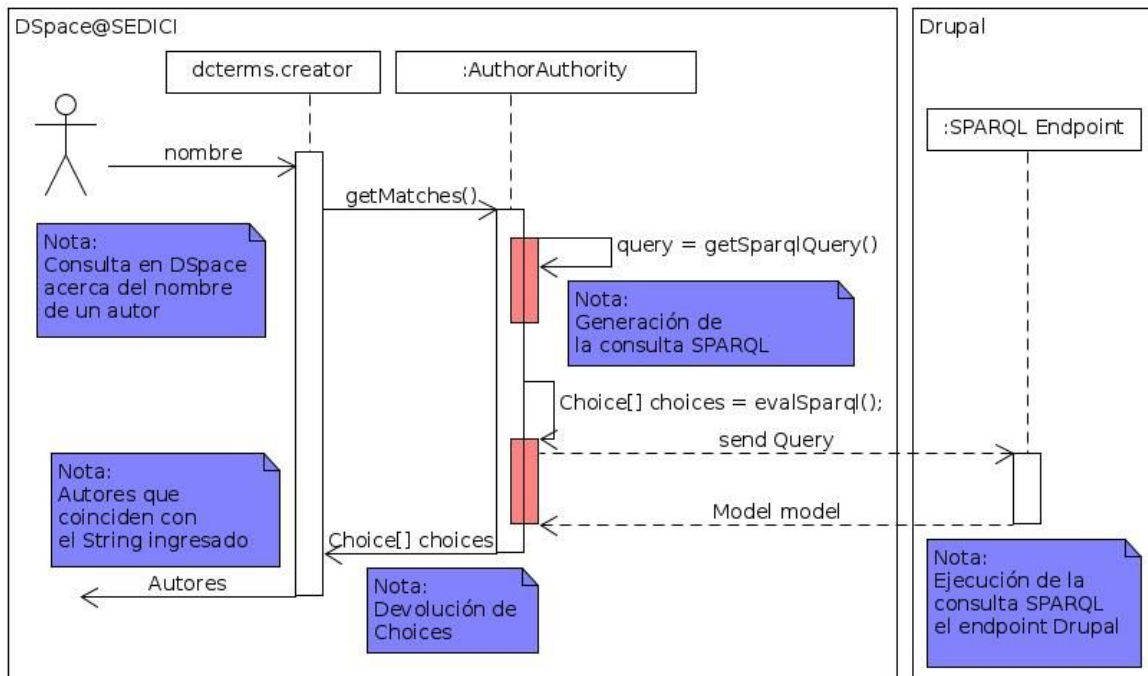 DSpace@SEDICI
Drupal
dcterms.creator
:AuthorAuthority
:SPARQL Endpoint
nombre
getMatches()
query = getSparqlQuery()
Nota:
Consulta en DSpace
acerca del nombre
de un autor
Nota:
Generación de
la consulta SPARQL
Choice[] choices = evalSparql();
send Query
Nota:
Autores que
coinciden con
el String ingresado
Model model
Choice[] choices
Autores
Nota:
Devolución de
Choices
Nota:
Ejecución de la
consulta SPARQL
el endpoint Drupal